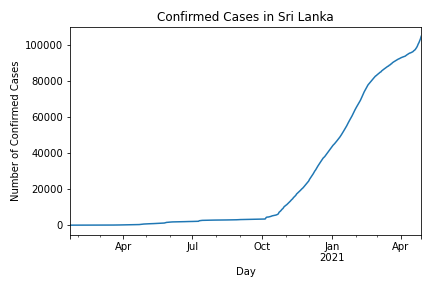 Confirmed Cases in Sri Lanka
Number of Confirmed Cases
100000
80000
60000
40000
20000
0
Apr Jul Oct Jan Apr
2021
Day